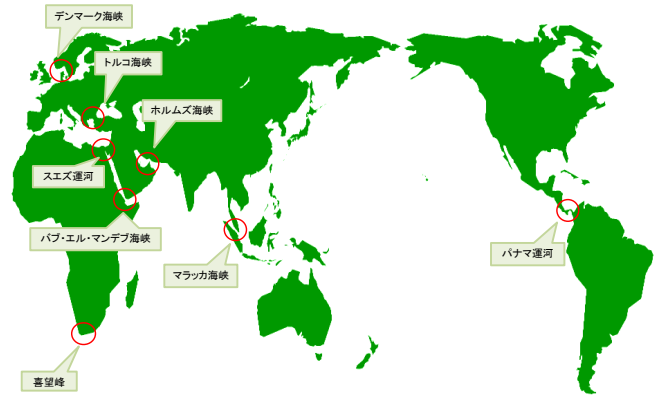 デンマーク海峡
トルコ海峡
ホルムズ海峡
スエズ運河
バブ・エル・マンデブ海峡
マラッカ海峡
パナマ運河
喜望峰